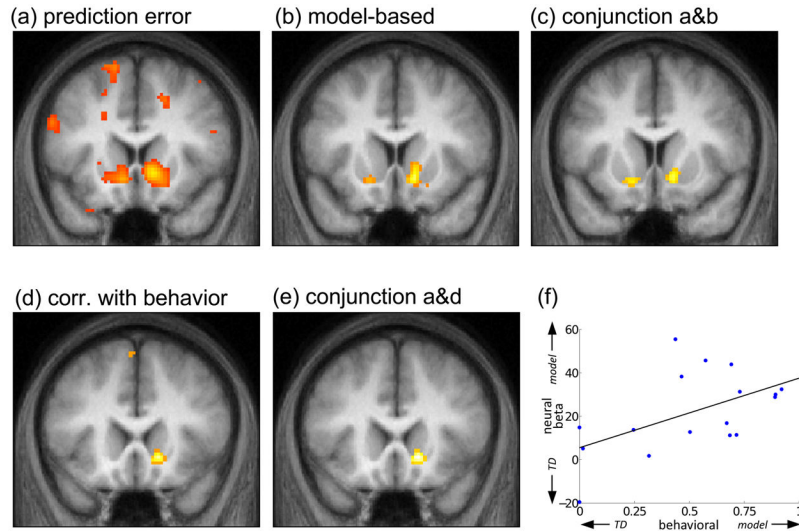 (a) prediction error
(b) model-based
(c) conjunction a&b
(d) corr. with behavior
(e) conjunction a&d
(f)
60
40
20
0
−20
model
neural
beta
TD
0
0.25
0.5
0.75
1
TD
behavioral
model